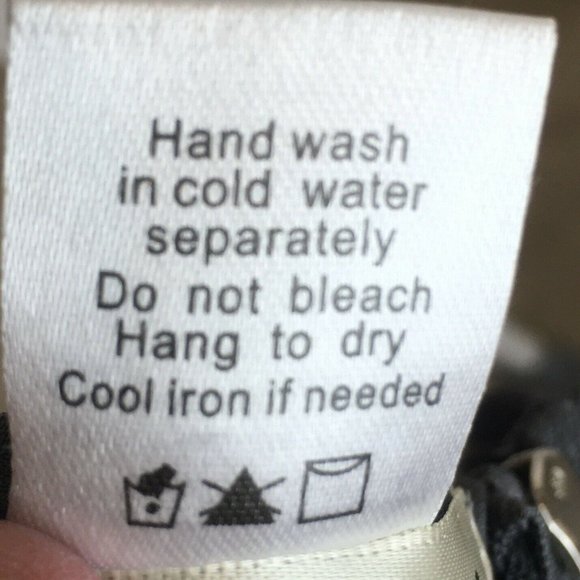 Hand wash
in cold water
separately
Do not bleach
Hang to dry
Cool iron if needed